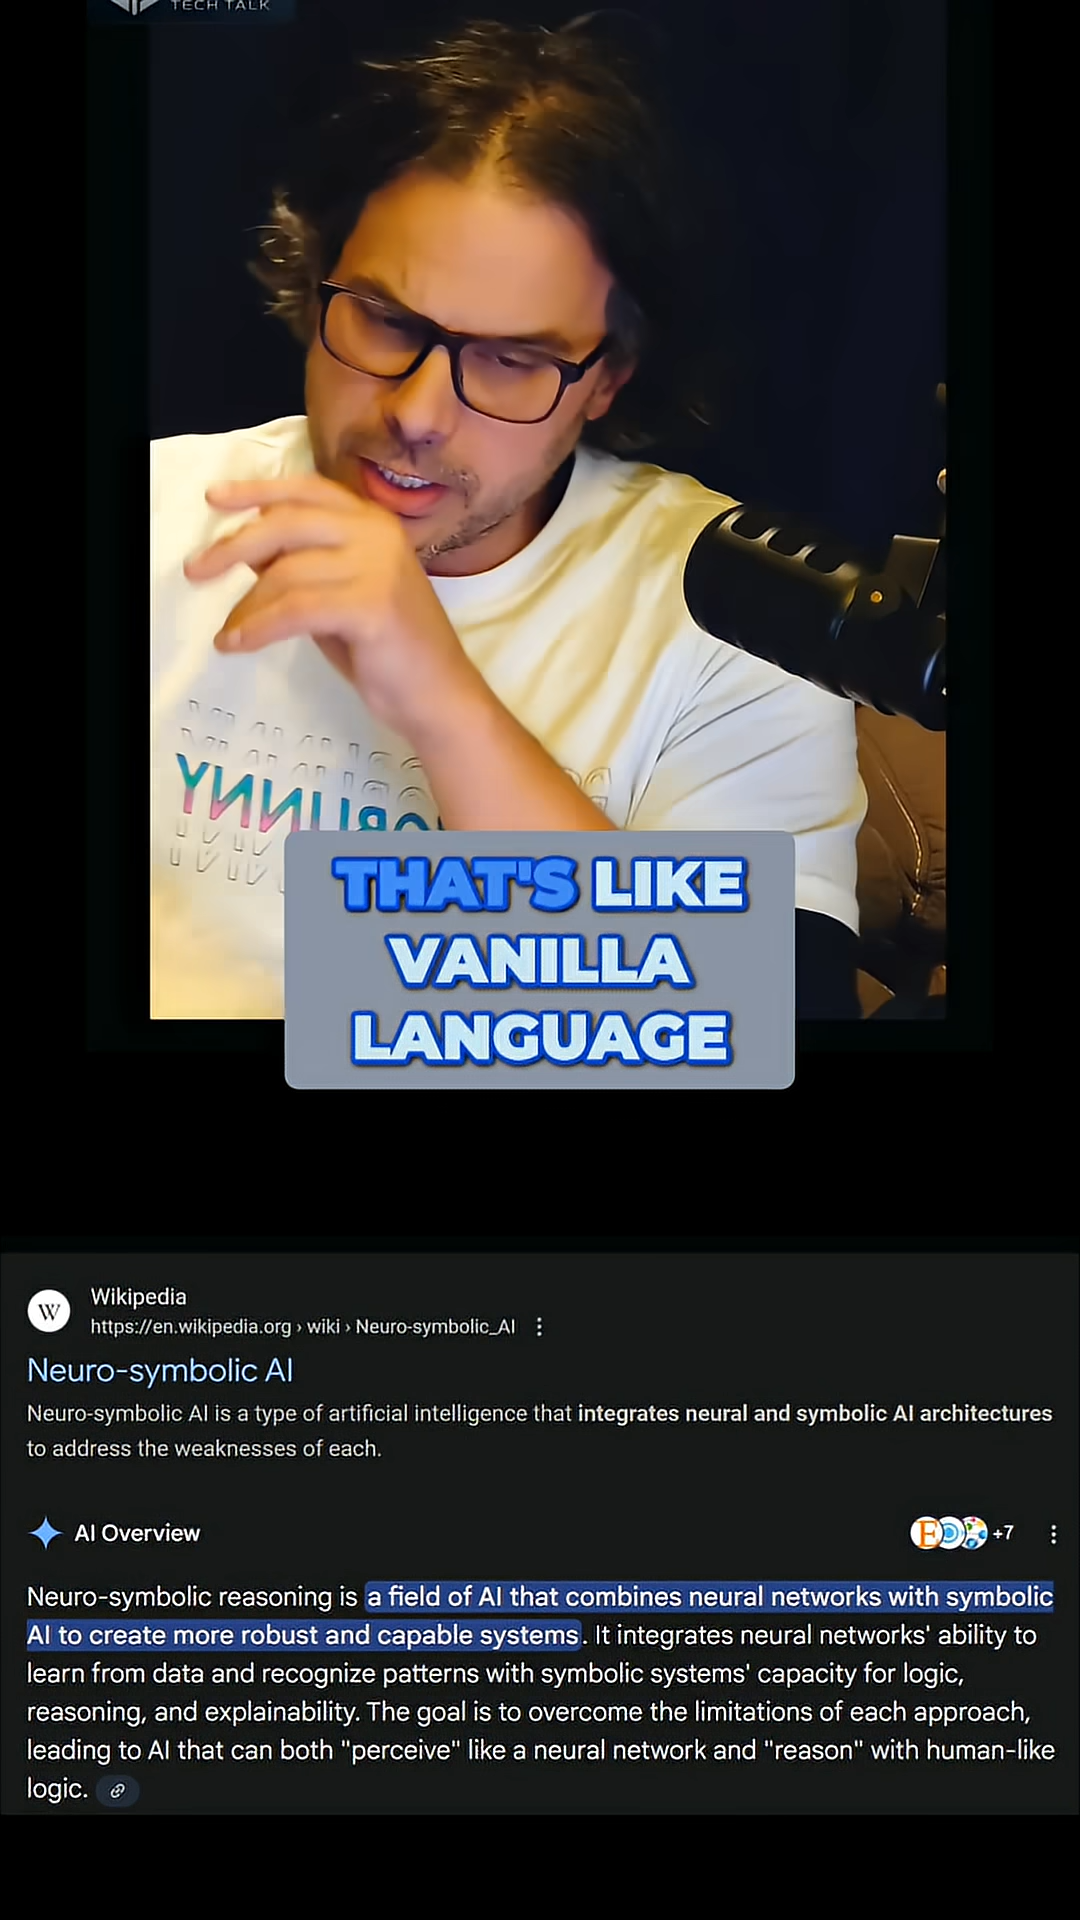 TECH TALK
THAT'S LIKE
VANILLA
LANGUAGE
W
Wikipedia
https://en.wikipedia.org › wiki › Neuro-symbolic_AI
Neuro-symbolic AI
Neuro-symbolic AI is a type of artificial intelligence that integrates neural and symbolic AI architectures
to address the weaknesses of each.
AI Overview
E
+7
Neuro-symbolic reasoning is a field of AI that combines neural networks with symbolic
AI to create more robust and capable systems. It integrates neural networks' ability to
learn from data and recognize patterns with symbolic systems' capacity for logic,
reasoning, and explainability. The goal is to overcome the limitations of each approach,
leading to AI that can both "perceive" like a neural network and "reason" with human-like
logic.